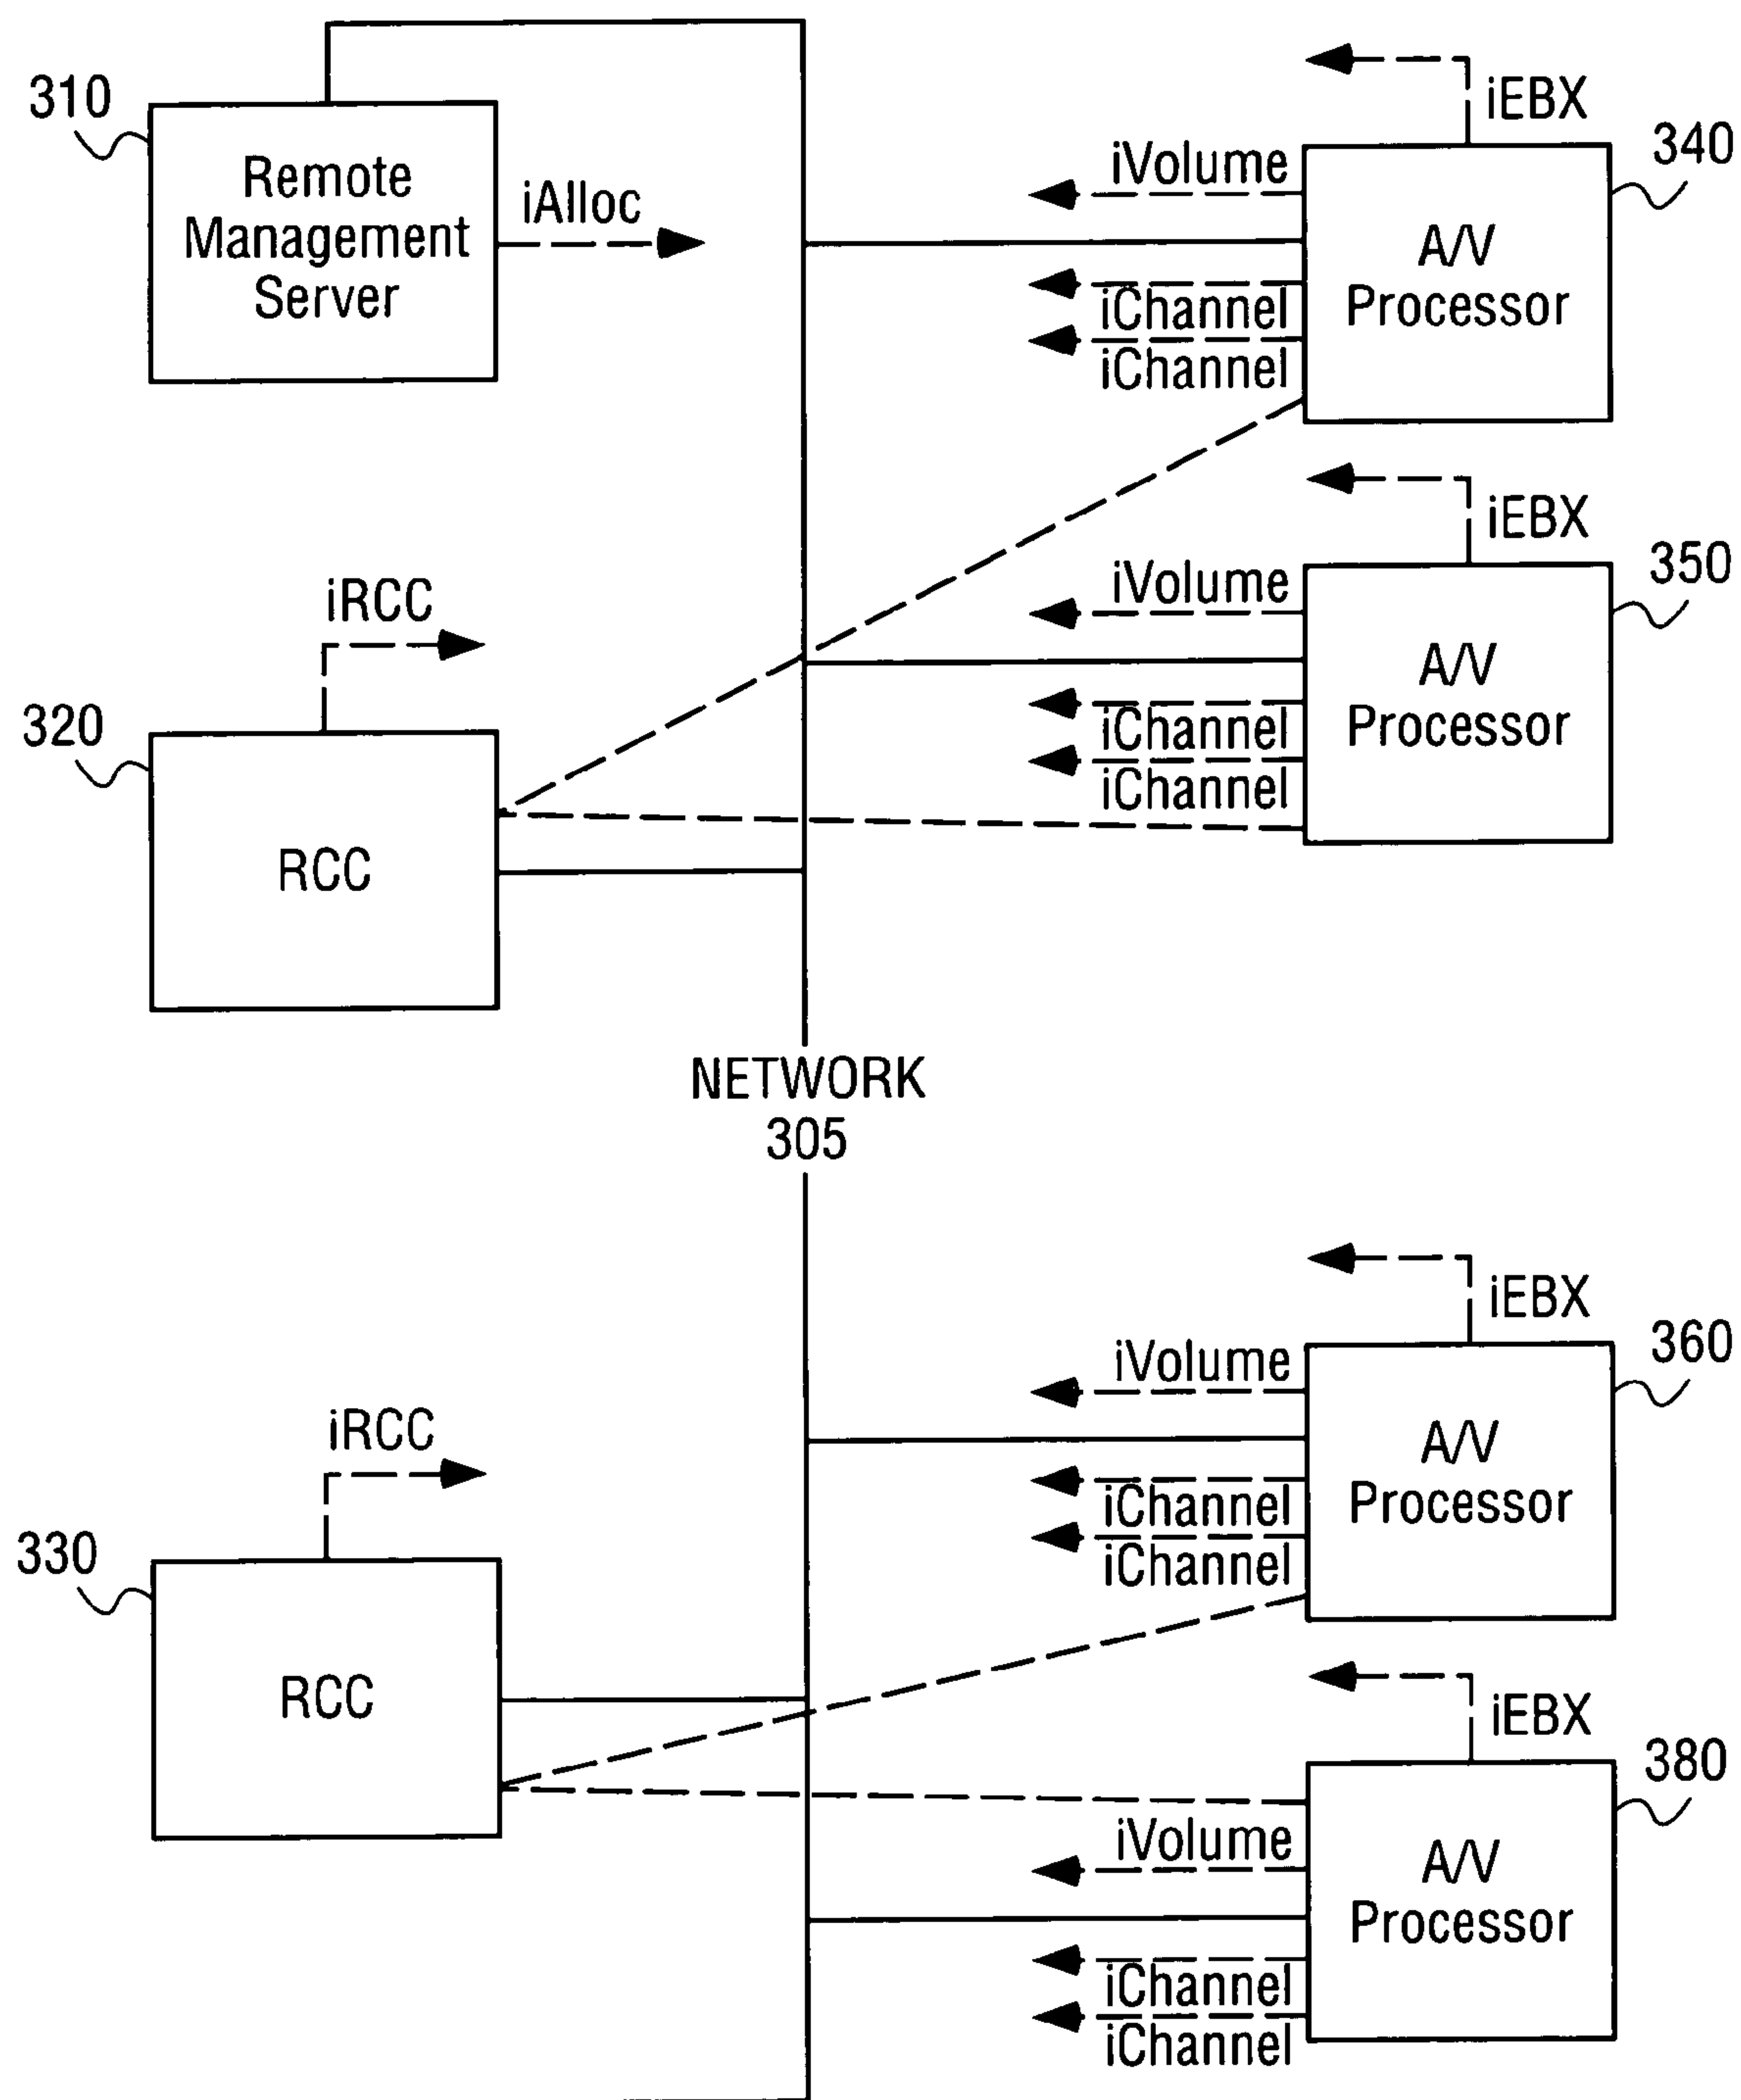 310
Remote
Management
Server
iAlloc
iEBX
340
iVolume
A/V
Processor
iChannel
iChannel
iEBX
350
iVolume
A/V
Processor
iChannel
iChannel
iRCC
320
RCC
NETWORK
305
iEBX
360
iVolume
A/V
Processor
iChannel
iChannel
iRCC
330
RCC
iEBX
380
iVolume
A/V
Processor
iChannel
iChannel